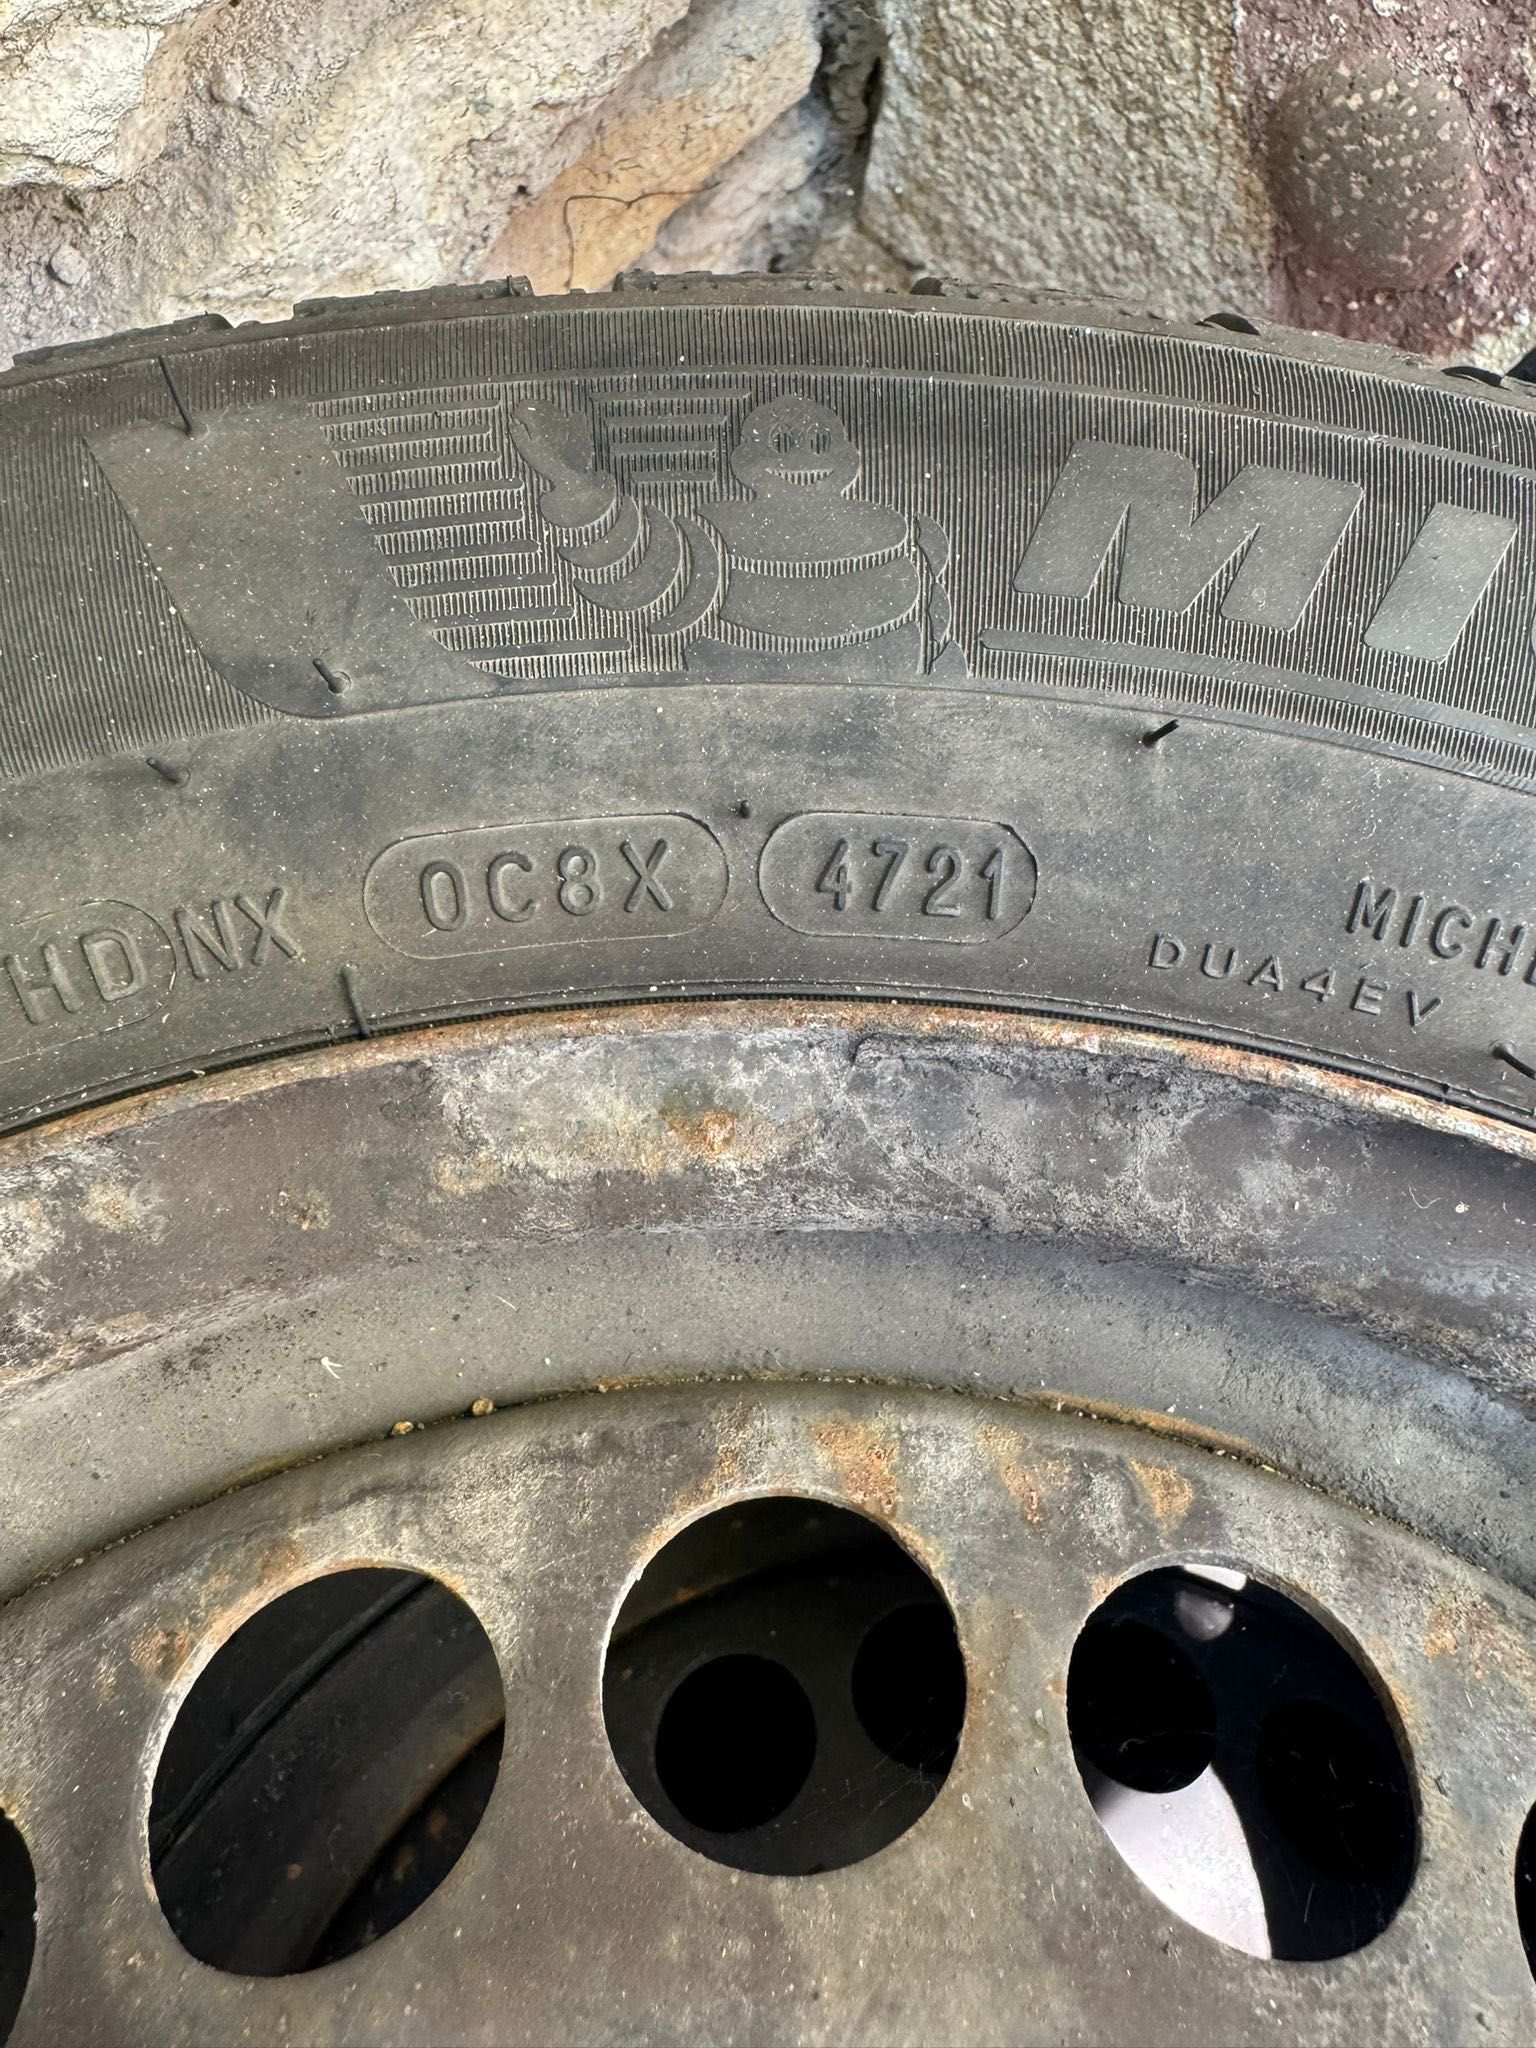 MI
HD NX 0C8X 4721 MICH
DUA4EV